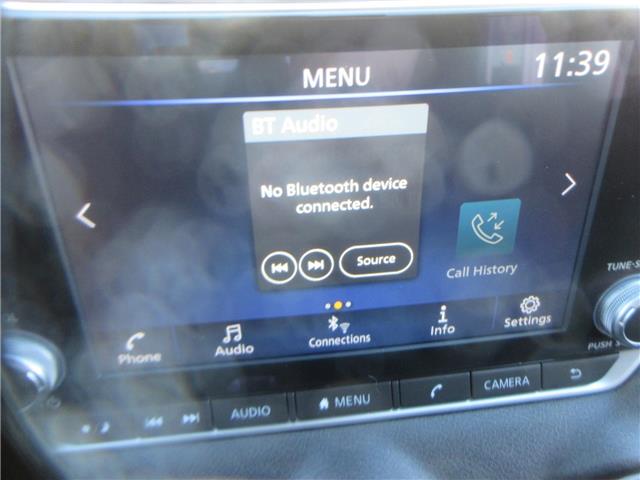 MENU
11:39
BT Audio
No Bluetooth device
connected.
Source
Call History
TUNE-S
Phone
Audio
Connections
Info
Settings
PUSH S
AUDIO
MENU
CAMERA